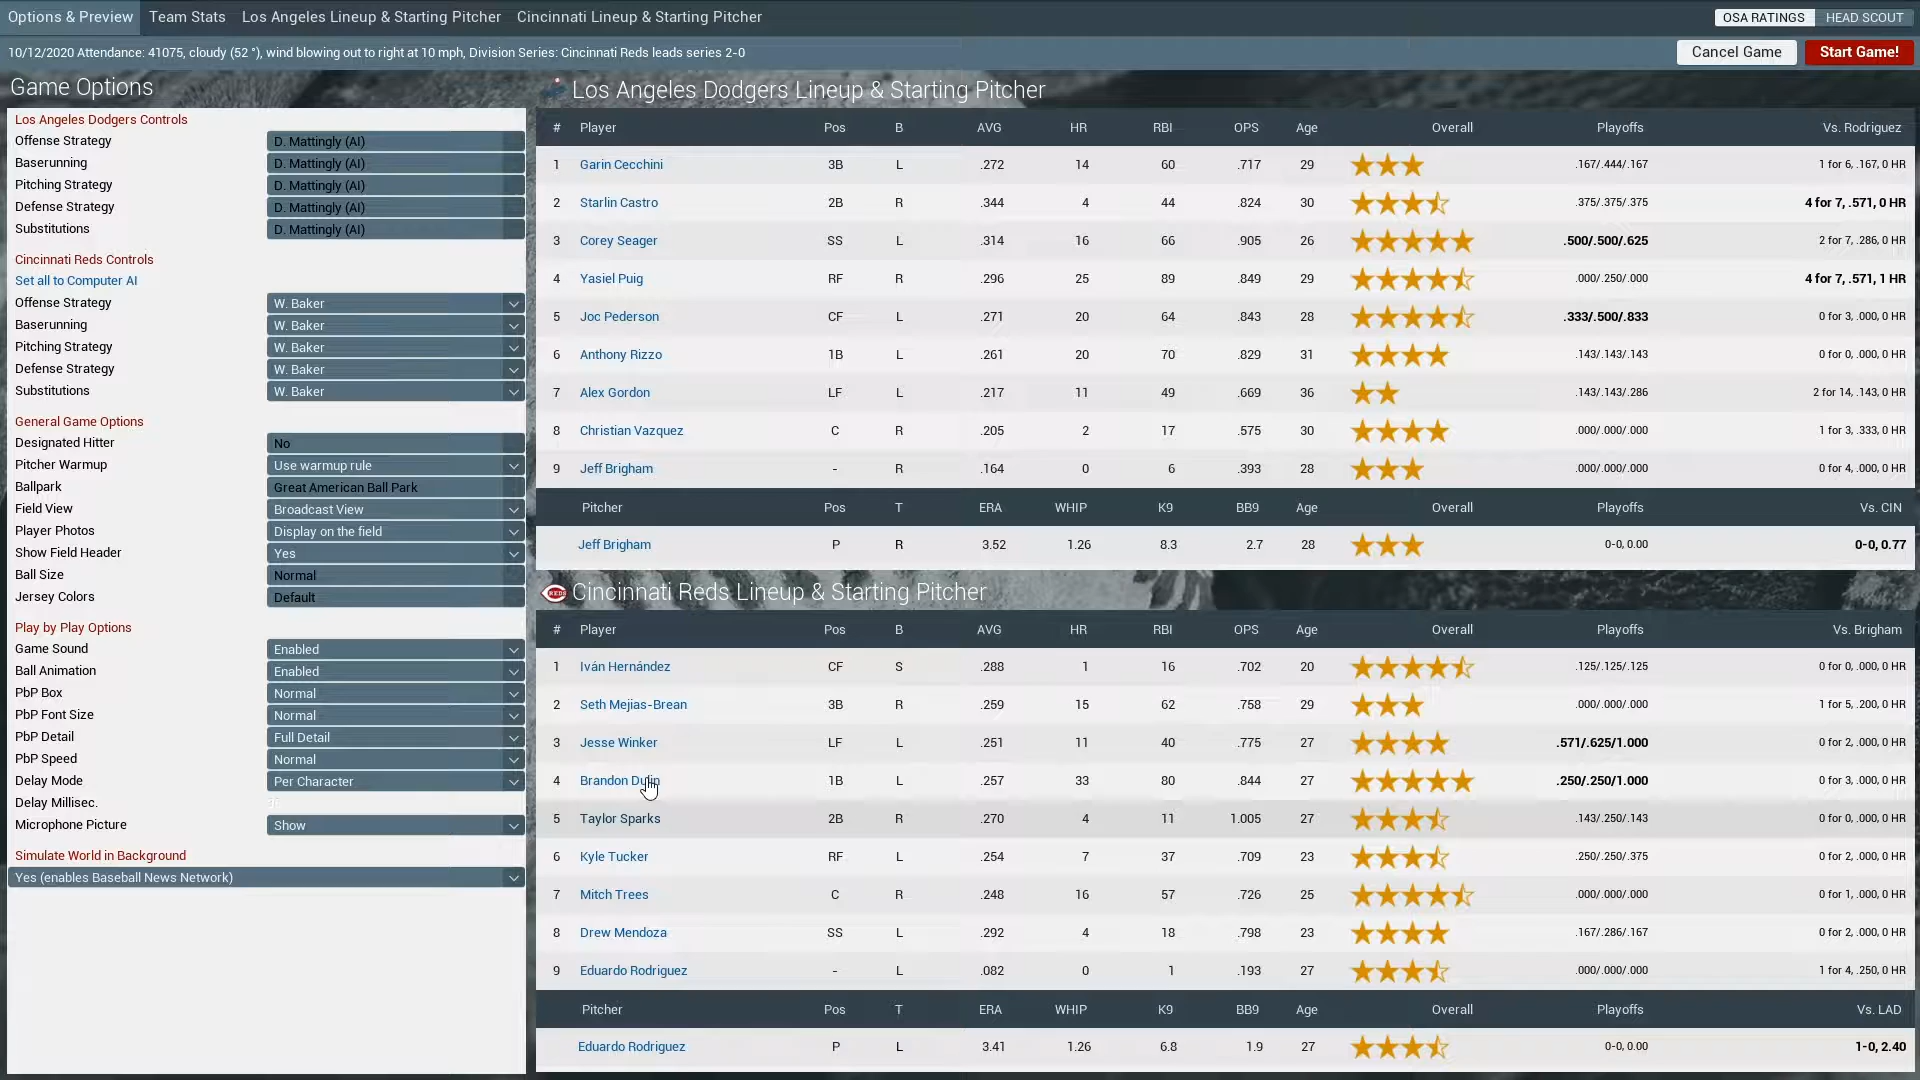 Options & Preview Team Stats Los Angeles Lineup & Starting Pitcher Cincinnati Lineup & Starting Pitcher OSA RATINGS HEAD SCOUT
10/12/2020 Attendance: 41075, cloudy (52 °), wind blowing out to right at 10 mph, Division Series: Cincinnati Reds leads series 2-0 Cancel Game Start Game!
Game Options
Los Angeles Dodgers Controls
Offense Strategy D. Mattingly (AI)
Baserunning D. Mattingly (AI)
Pitching Strategy D. Mattingly (AI)
Defense Strategy D. Mattingly (AI)
Substitutions D. Mattingly (AI)
Cincinnati Reds Controls
Set all to Computer AI
Offense Strategy W. Baker
Baserunning W. Baker
Pitching Strategy W. Baker
Defense Strategy W. Baker
Substitutions W. Baker
General Game Options
Designated Hitter No
Pitcher Warmup Use warmup rule
Ballpark Great American Ball Park
Field View Broadcast View
Player Photos Display on the field
Show Field Header Yes
Ball Size Normal
Jersey Colors Default
Play by Play Options
Game Sound Enabled
Ball Animation Enabled
PbP Box Normal
PbP Font Size Normal
PbP Detail Full Detail
PbP Speed Normal
Delay Mode Per Character
Delay Millisec.
Microphone Picture Show
Simulate World in Background
Yes (enables Baseball News Network)
Los Angeles Dodgers Lineup & Starting Pitcher
# Player Pos B AVG HR RBI OPS Age Overall Playoffs Vs. Rodriguez
1 Garin Cecchini 3B L .272 14 60 .717 29 .167/.444/.167 1 for 6, .167, 0 HR
2 Starlin Castro 2B R .344 4 44 .824 30 .375/.375/.375 4 for 7, .571, 0 HR
3 Corey Seager SS L .314 16 66 .905 26 .500/.500/.625 2 for 7, .286, 0 HR
4 Yasiel Puig RF R .296 25 89 .849 29 .000/.250/.000 4 for 7, .571, 1 HR
5 Joc Pederson CF L .271 20 64 .843 28 .333/.500/.833 0 for 3, .000, 0 HR
6 Anthony Rizzo 1B L .261 20 70 .829 31 .143/.143/.143 0 for 0, .000, 0 HR
7 Alex Gordon LF L .217 11 49 .669 36 .143/.143/.286 2 for 14, .143, 0 HR
8 Christian Vazquez C R .205 2 17 .575 30 .000/.000/.000 1 for 3, .333, 0 HR
9 Jeff Brigham - R .164 0 6 .393 28 .000/.000/.000 0 for 4, .000, 0 HR
Pitcher Pos T ERA WHIP K9 BB9 Age Overall Playoffs Vs. CIN
Jeff Brigham P R 3.52 1.26 8.3 2.7 28 0-0, 0.00 0-0, 0.77
REDS Cincinnati Reds Lineup & Starting Pitcher
# Player Pos B AVG HR RBI OPS Age Overall Playoffs Vs. Brigham
1 Iván Hernández CF S .288 1 16 .702 20 .125/.125/.125 0 for 0, .000, 0 HR
2 Seth Mejias-Brean 3B R .259 15 62 .758 29 .000/.000/.000 1 for 5, .200, 0 HR
3 Jesse Winker LF L .251 11 40 .775 27 .571/.625/1.000 0 for 2, .000, 0 HR
4 Brandon 1B L .257 33 80 .844 27 .250/.250/1.000 0 for 3, .000, 0 HR
5 Taylor Sparks 2B R .270 4 11 1.005 27 .143/.250/.143 0 for 0, .000, 0 HR
6 Kyle Tucker RF L .254 7 37 .709 23 .250/.250/.375 0 for 2, .000, 0 HR
7 Mitch Trees C R .248 16 57 .726 25 .000/.000/.000 0 for 1, .000, 0 HR
8 Drew Mendoza SS L .292 4 18 .798 23 .167/.286/.167 0 for 2, .000, 0 HR
9 Eduardo Rodriguez - L .082 0 1 .193 27 .000/.000/.000 1 for 4, .250, 0 HR
Pitcher Pos T ERA WHIP K9 BB9 Age Overall Playoffs Vs. LAD
Eduardo Rodriguez P L 3.41 1.26 6.8 1.9 27 0-0, 0.00 1-0, 2.40